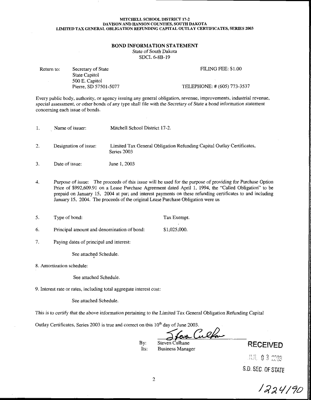 MITCHELL SCHOOL DISTRICT 17-2
DAVISON AND HANSON COUNTIES, SOUTH DAKOTA
LIMITED TAX GENERAL OBLIGATION REFUNDING CAPITAL OUTLAY CERTIFICATES, SERIES 2003
BOND INFORMATION STATEMENT
State of South Dakota
SDCL 6-8B-19
Return to: Secretary of State FILING FEE: $1.00
State Capitol
500 E. Capitol
Pierre, SD 57501-5077 TELEPHONE: # (605) 773-3537
Every public body, authority, or agency issuing any general obligation, revenue, improvements, industrial revenue,
special assessment, or other bonds of any type shall file with the Secretary of State a bond information statement
concerning each issue of bonds.
1. Name of issuer: Mitchell School District 17-2.
2. Designation of issue: Limited Tax General Obligation Refunding Capital Outlay Certificates,
Series 2003
3. Date of issue: June 1, 2003
4. Purpose of issue: The proceeds of this issue will be used for the purpose of providing for the Purchase Option
Price of $992,609.91 on a Lease Purchase Agreement dated April 1, 1994, the "Called Obligation" to be
prepaid on January 15, 2004 at par; and interest payments on these refunding certificates to and including
January 15, 2004. The proceeds of the original Lease Purchase Obligation were us
5. Type of bond: Tax Exempt.
6. Principal amount and denomination of bond: $1,025,000.
7. Paying dates of principal and interest:
See attached Schedule.
8. Amortization schedule:
See attached Schedule.
9. Interest rate or rates, including total aggregate interest cost:
See attached Schedule.
This is to certify that the above information pertaining to the Limited Tax General Obligation Refunding Capital
Outlay Certificates, Series 2003 is true and correct on this 10th day of June 2003.
By: Steven Culhane
Its: Business Manager
RECEIVED
S.D. SEC. OF STATE
2
1224190